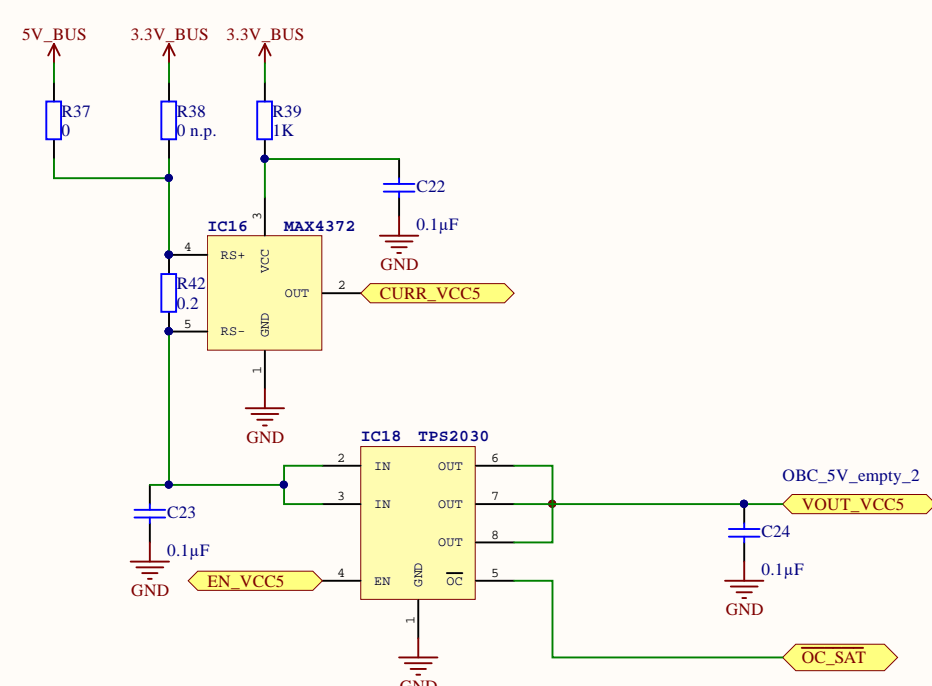 5V_BUS 3.3V_BUS 3.3V_BUS
R37 R38 R39
0 0 n.p. 1K
C22
0.1µF
GND
IC16 MAX4372
3
4 RS+ VCC
R42
0.2
OUT 2 CURR_VCC5
5 RS- GND
1
GND
IC18 TPS2030
2 IN OUT 6
3 IN OUT 7
OUT 8
4 EN GND OC 5
1
GND
C23
0.1µF
GND
EN_VCC5
OBC_5V_empty_2
VOUT_VCC5
C24
0.1µF
GND
OC_SAT